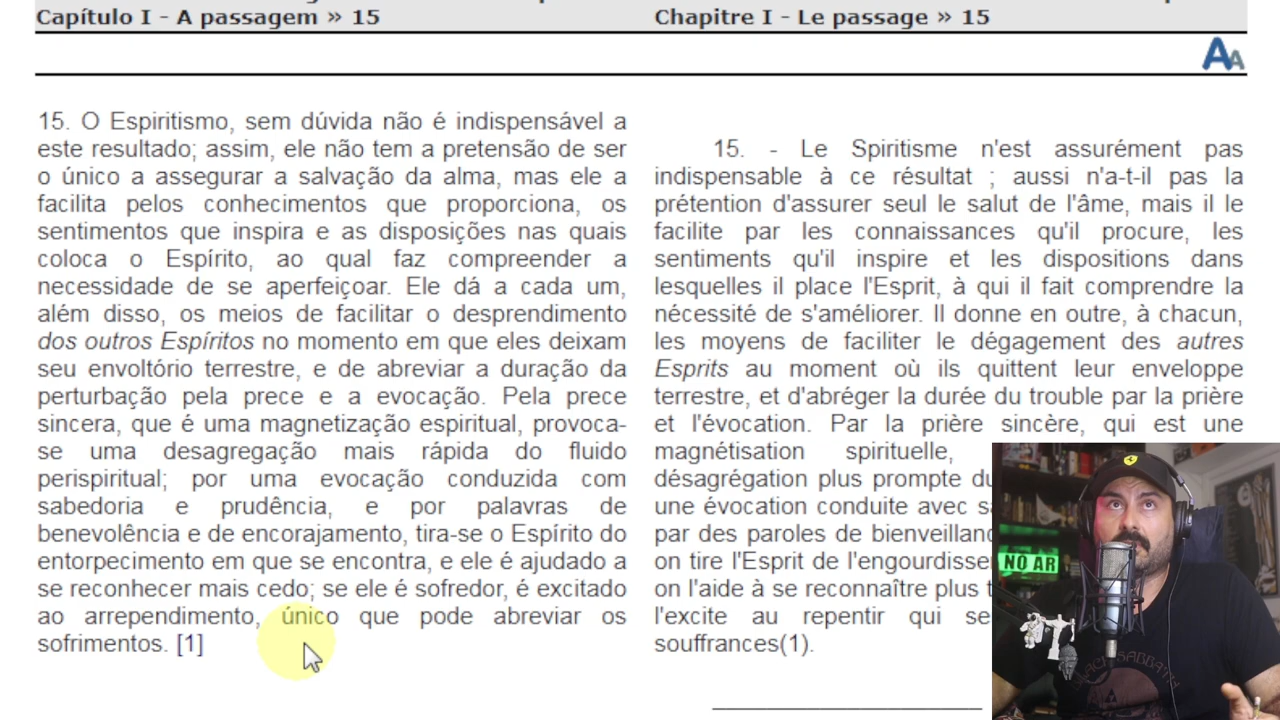 Capítulo I - A passagem » 15
Chapitre I - Le passage » 15
AA
15. O Espiritismo, sem dúvida não é indispensável a
este resultado; assim, ele não tem a pretensão de ser
o único a assegurar a salvação da alma, mas ele a
facilita pelos conhecimentos que proporciona, os
sentimentos que inspira e as disposições nas quais
coloca o Espírito, ao qual faz compreender a
necessidade de se aperfeiçoar. Ele dá a cada um,
além disso, os meios de facilitar o desprendimento
dos outros Espíritos no momento em que eles deixam
seu envoltório terrestre, e de abreviar a duração da
perturbação pela prece e a evocação. Pela prece
sincera, que é uma magnetização espiritual, provoca-
se uma desagregação mais rápida do fluido
perispiritual; por uma evocação conduzida com
sabedoria e prudência, e por palavras de
benevolência e de encorajamento, tira-se o Espírito do
entorpecimento em que se encontra, e ele é ajudado a
se reconhecer mais cedo; se ele é sofredor, é excitado
ao arrependimento, único que pode abreviar os
sofrimentos. [1]
15. - Le Spiritisme n'est assurément pas
indispensable à ce résultat ; aussi n'a-t-il pas la
prétention d'assurer seul le salut de l'âme, mais il le
facilite par les connaissances qu'il procure, les
sentiments qu'il inspire et les dispositions dans
lesquelles il place l'Esprit, à qui il fait comprendre la
nécessité de s'améliorer. Il donne en outre, à chacun,
les moyens de faciliter le dégagement des autres
Esprits au moment où ils quittent leur enveloppe
terrestre, et d'abréger la durée du trouble par la prière
et l'évocation. Par la prière sincère, qui est une
magnétisation spirituelle,
désagrégation plus prompte du
une évocation conduite avec
par des paroles de
on tire l'Esprit de
on l'aide à se reconnaître plus
l'excite au repentir qui
souffrances(1).
NO AR
BLACK SABBATH